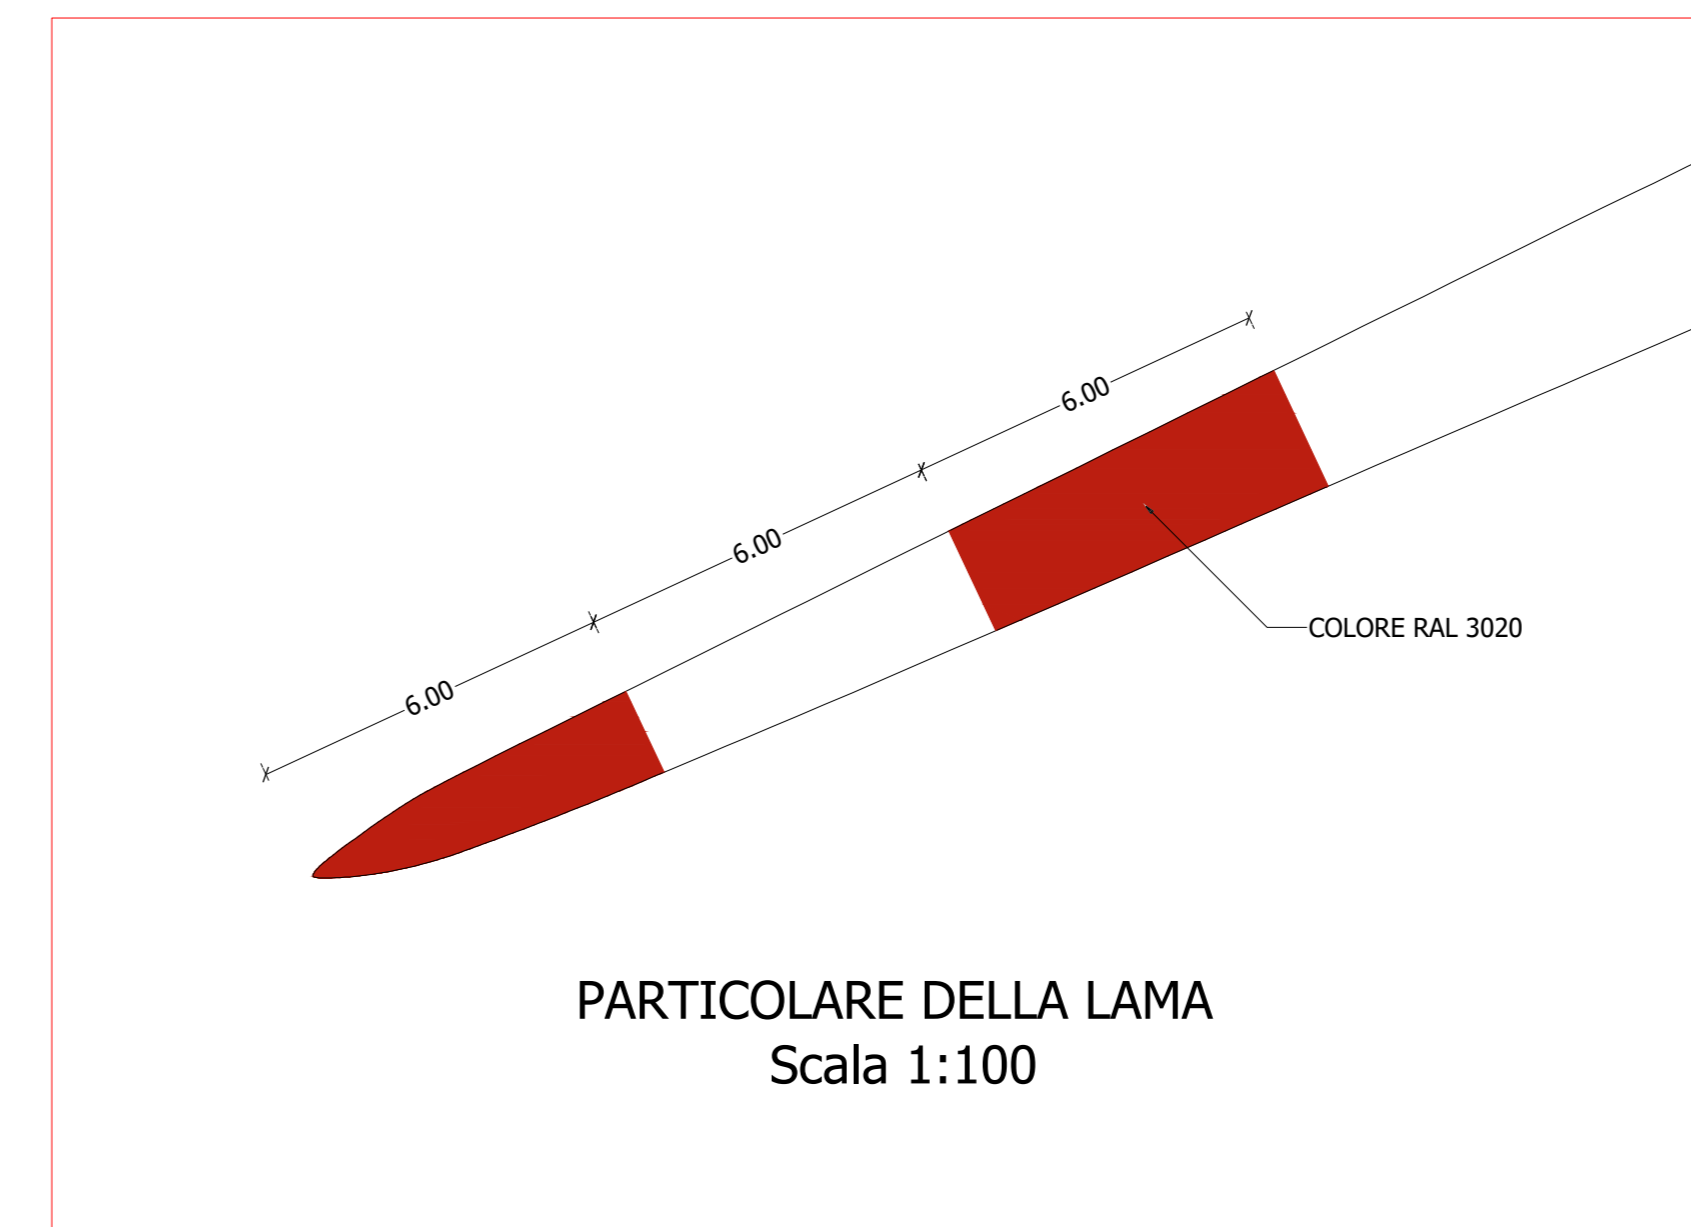 6.00
6.00
6.00
COLORE RAL 3020
PARTICOLARE DELLA LAMA
Scala 1:100